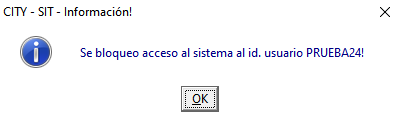 CITY - SIT - Información!
Se bloqueo acceso al sistema al id. usuario PRUEBA24!
OK